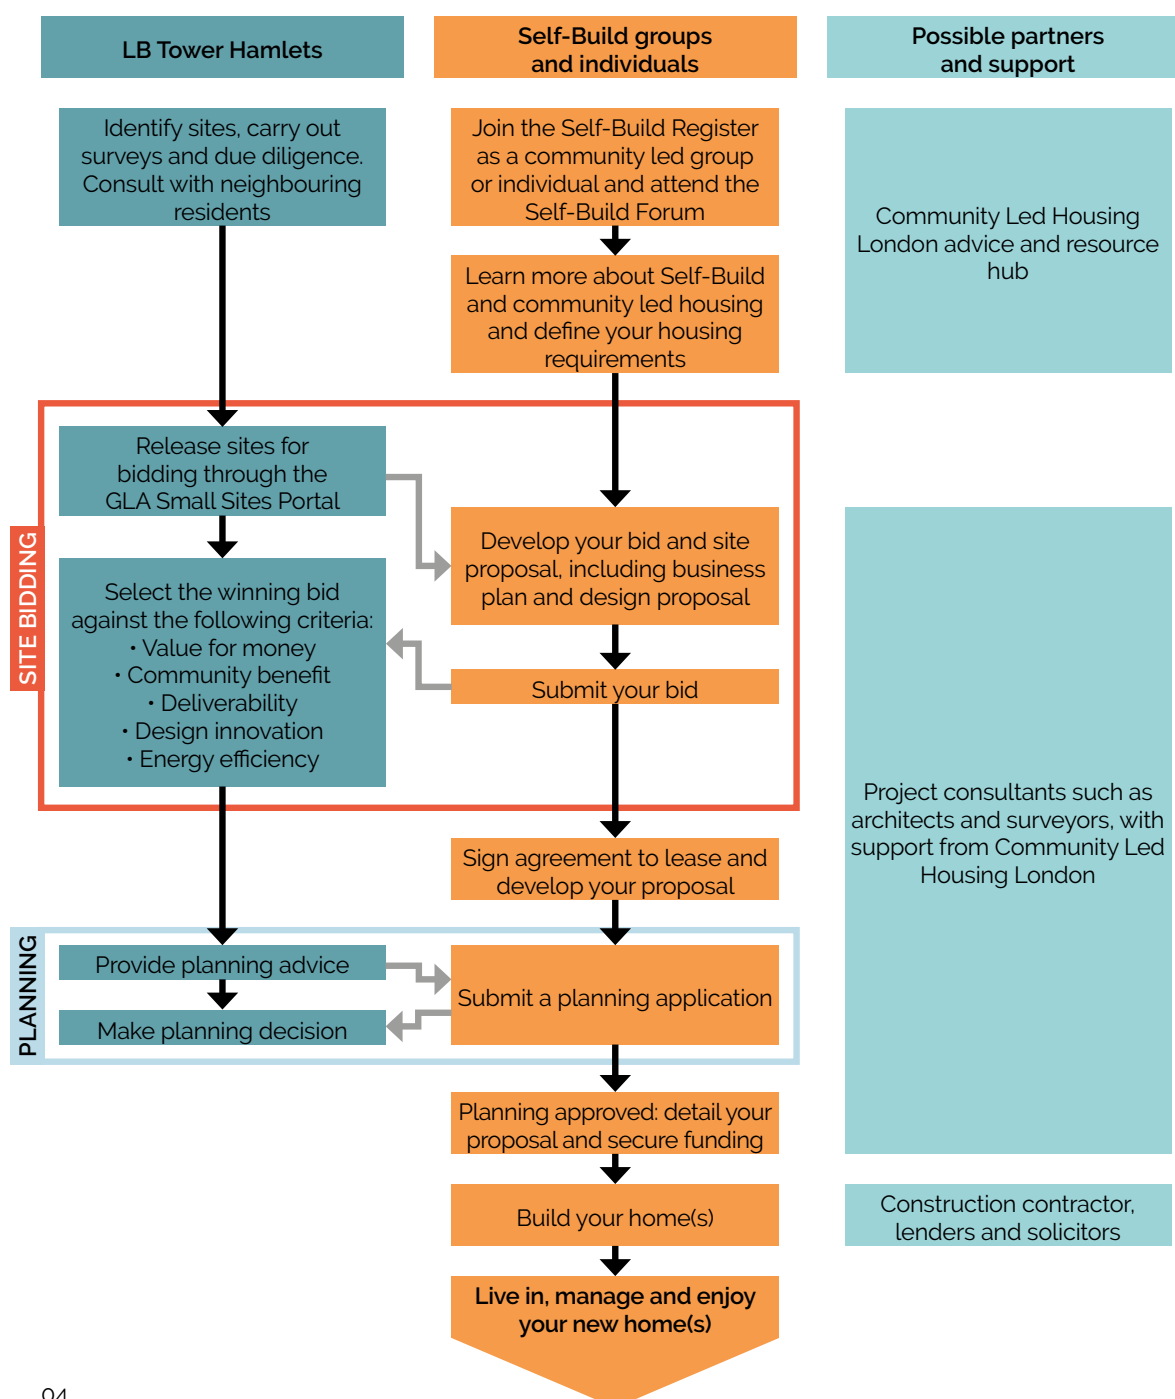 LB Tower Hamlets
Self-Build groups
and individuals
Possible partners
and support
Identify sites, carry out
surveys and due diligence.
Consult with neighbouring
residents
Join the Self-Build Register
as a community led group
or individual and attend the
Self-Build Forum
Community Led Housing
London advice and resource
hub
Learn more about Self-Build
and community led housing
and define your housing
requirements
SITE BIDDING
Release sites for
bidding through the
GLA Small Sites Portal
Develop your bid and site
proposal, including business
plan and design proposal
Select the winning bid
against the following criteria:
• Value for money
• Community benefit
• Deliverability
• Design innovation
• Energy efficiency
Submit your bid
Project consultants such as
architects and surveyors, with
support from Community Led
Housing London
Sign agreement to lease and
develop your proposal
PLANNING
Provide planning advice
Submit a planning application
Make planning decision
Planning approved: detail your
proposal and secure funding
Build your home(s)
Construction contractor,
lenders and solicitors
Live in, manage and enjoy
your new home(s)
04